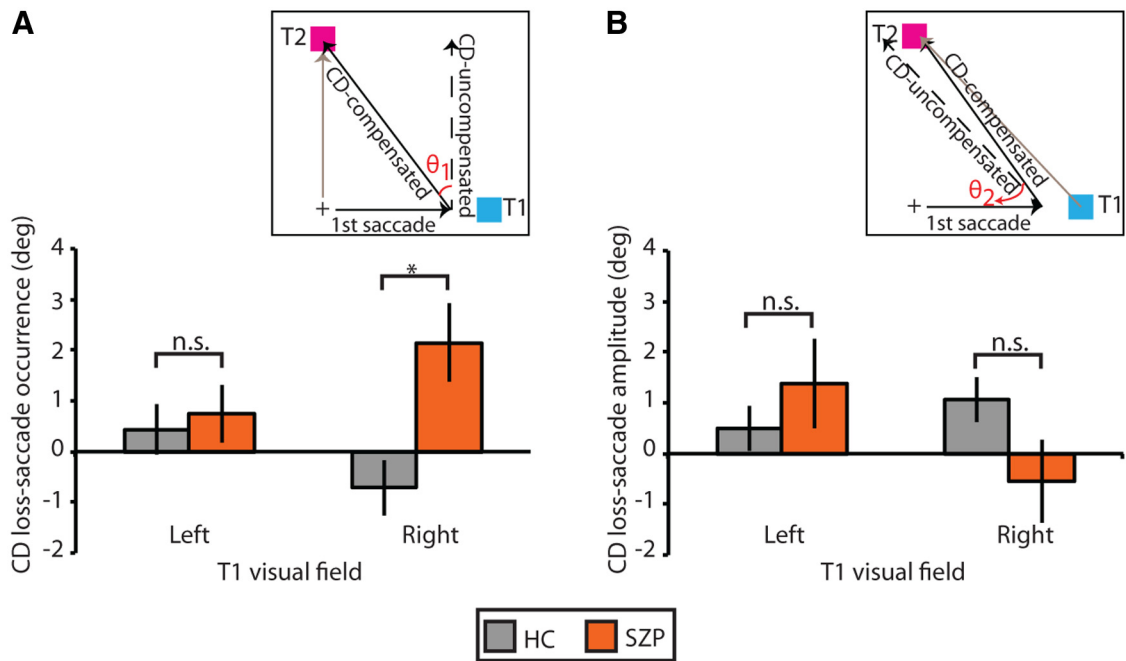 A
T2
CD-compensated
CD-uncompensated
θ1
+
T1
1st saccade
CD loss-saccade occurrence (deg)
4
3
2
1
0
-1
-2
n.s.
*
Left
Right
T1 visual field
B
T2
CD-compensated
CD-uncompensated
θ2
+
T1
1st saccade
CD loss-saccade amplitude (deg)
4
3
2
1
0
-1
-2
n.s.
n.s.
Left
Right
T1 visual field
HC
SZP